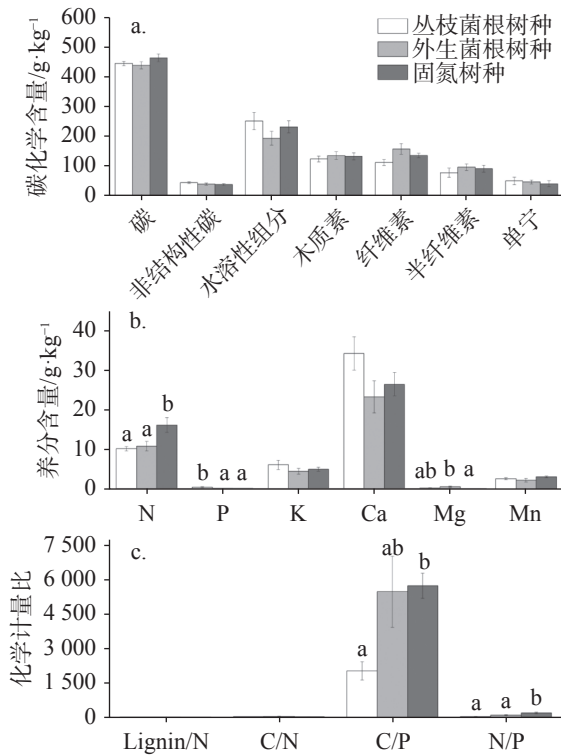 600
500
400
300
200
100
0
碳化学含量/g·kg⁻¹
a.
丛枝菌根树种
外生菌根树种
固氮树种
碳
非结构性碳
水溶性组分
木质素
纤维素
半纤维素
单宁
40
30
20
10
0
养分含量/g·kg⁻¹
b.
a a b
b a a
ab b a
N P K Ca Mg Mn
7 500
6 000
4 500
3 000
1 500
0
化学计量比
c.
a ab b
a a b
Lignin/N C/N C/P N/P